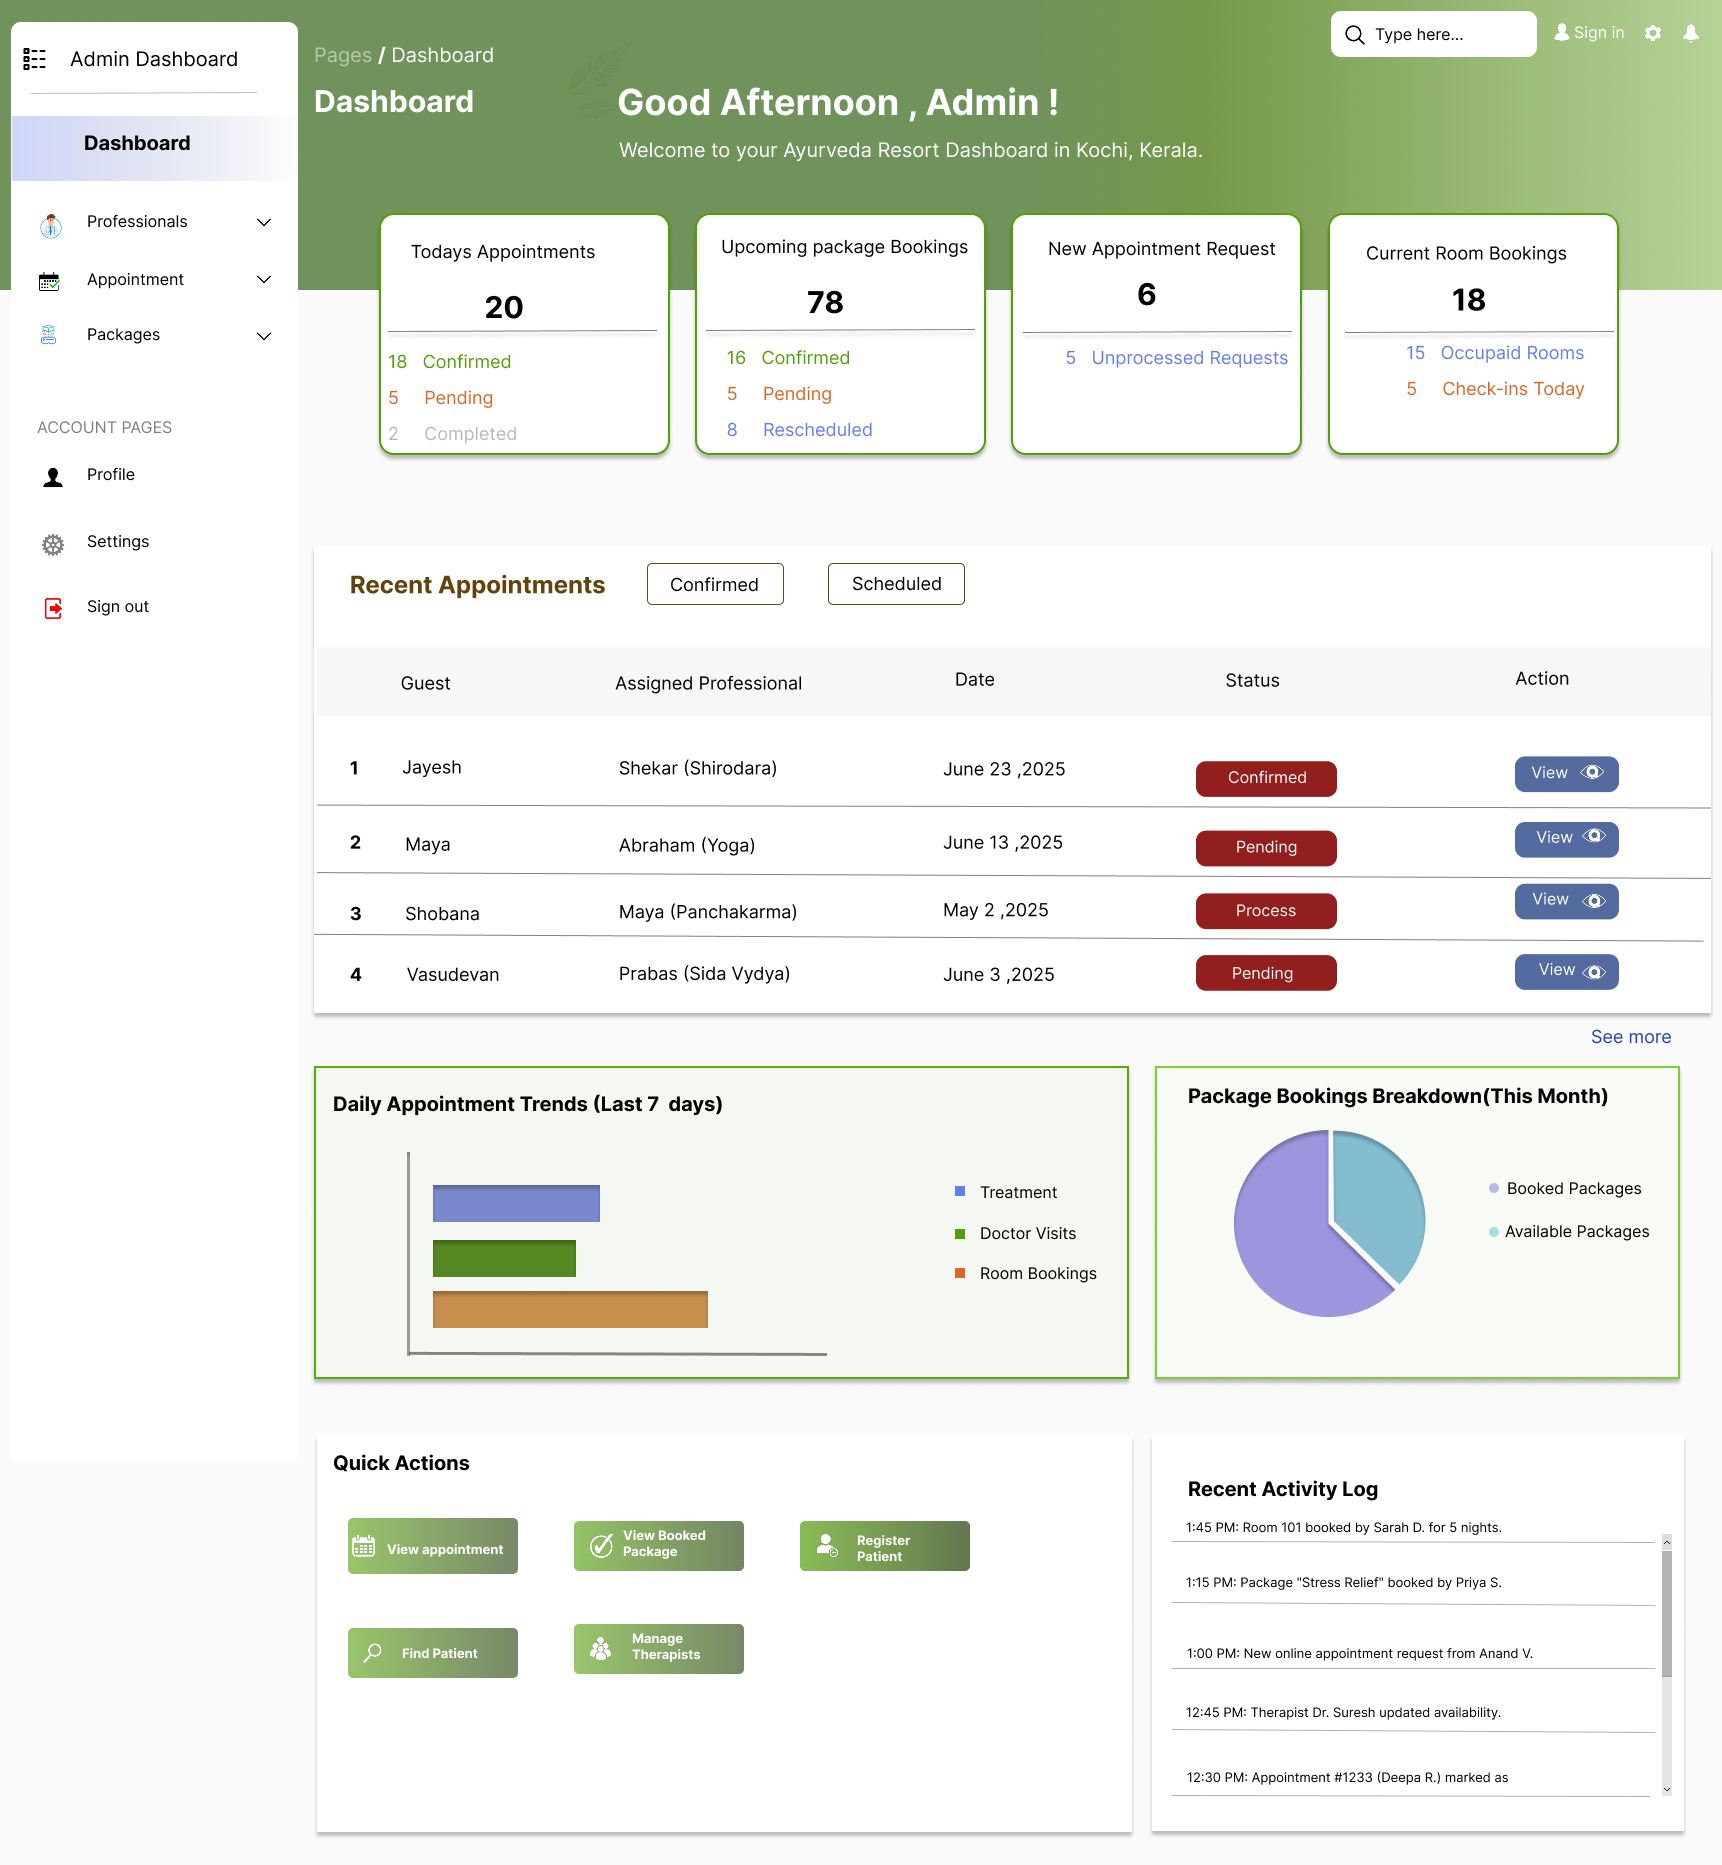 Admin Dashboard
Dashboard
Professionals
Appointment
Packages
ACCOUNT PAGES
Profile
Settings
Sign out
Pages / Dashboard
Dashboard
Type here...
Sign in
Good Afternoon , Admin !
Welcome to your Ayurveda Resort Dashboard in Kochi, Kerala.
Todays Appointments
20
18 Confirmed
5 Pending
2 Completed
Upcoming package Bookings
78
16 Confirmed
5 Pending
8 Rescheduled
New Appointment Request
6
5 Unprocessed Requests
Current Room Bookings
18
15 Occupaid Rooms
5 Check-ins Today
Recent Appointments
Confirmed
Scheduled
Guest Assigned Professional Date Status Action
1 Jayesh Shekar (Shirodara) June 23 ,2025 Confirmed View
2 Maya Abraham (Yoga) June 13 ,2025 Pending View
3 Shobana Maya (Panchakarma) May 2 ,2025 Process View
4 Vasudevan Prabas (Sida Vydya) June 3 ,2025 Pending View
See more
Daily Appointment Trends (Last 7 days)
Treatment
Doctor Visits
Room Bookings
Package Bookings Breakdown(This Month)
Booked Packages
Available Packages
Quick Actions
View appointment
View Booked
Package
Register
Patient
Find Patient
Manage
Therapists
Recent Activity Log
1:45 PM: Room 101 booked by Sarah D. for 5 nights.
1:15 PM: Package "Stress Relief" booked by Priya S.
1:00 PM: New online appointment request from Anand V.
12:45 PM: Therapist Dr. Suresh updated availability.
12:30 PM: Appointment #1233 (Deepa R.) marked as